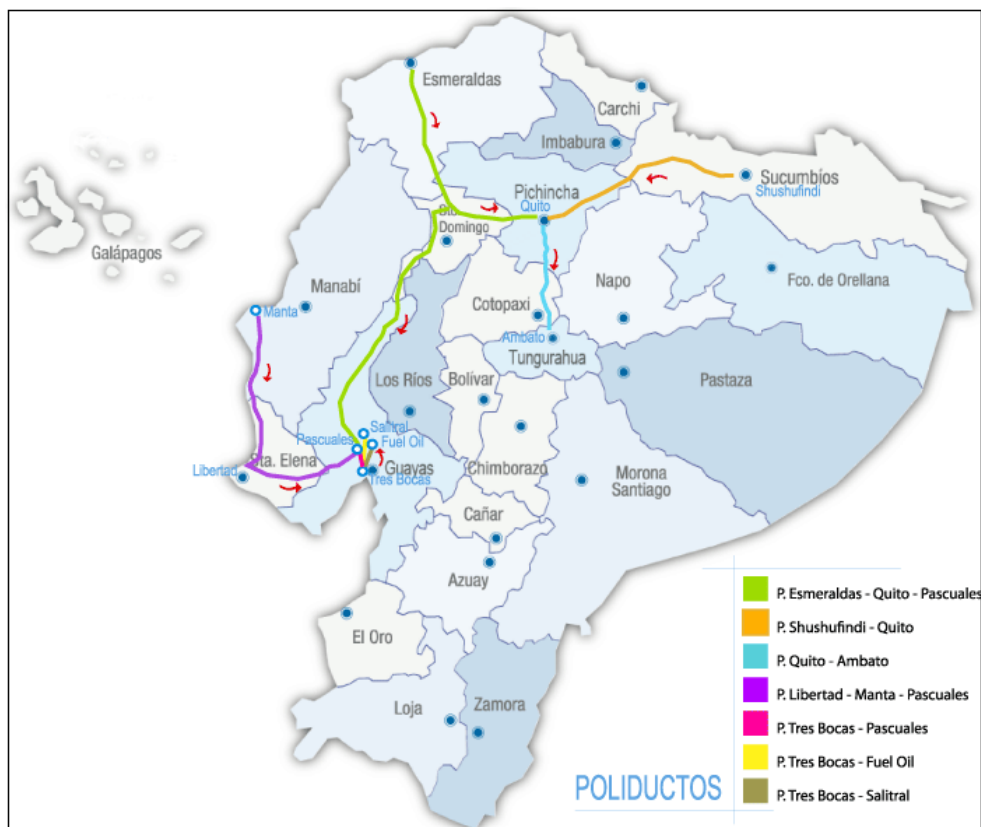 Esmeraldas
Carchi
Imbabura
Sucumbíos
Shushufindi
Pichincha
Quito
Sto.
Domingo
Galápagos
Manabí
Manta
Napo
Fco. de Orellana
Cotopaxi
Ambato
Tungurahua
Los Ríos
Bolívar
Pastaza
Salitral
Pascuales
Fuel Oil
Sta. Elena
Libertad
Guayas
Tres Bocas
Chimborazo
Morona
Santiago
Cañar
Azuay
El Oro
Loja
Zamora
P. Esmeraldas - Quito - Pascuales
P. Shushufindi - Quito
P. Quito - Ambato
P. Libertad - Manta - Pascuales
P. Tres Bocas - Pascuales
P. Tres Bocas - Fuel Oil
P. Tres Bocas - Salitral
POLIDUCTOS